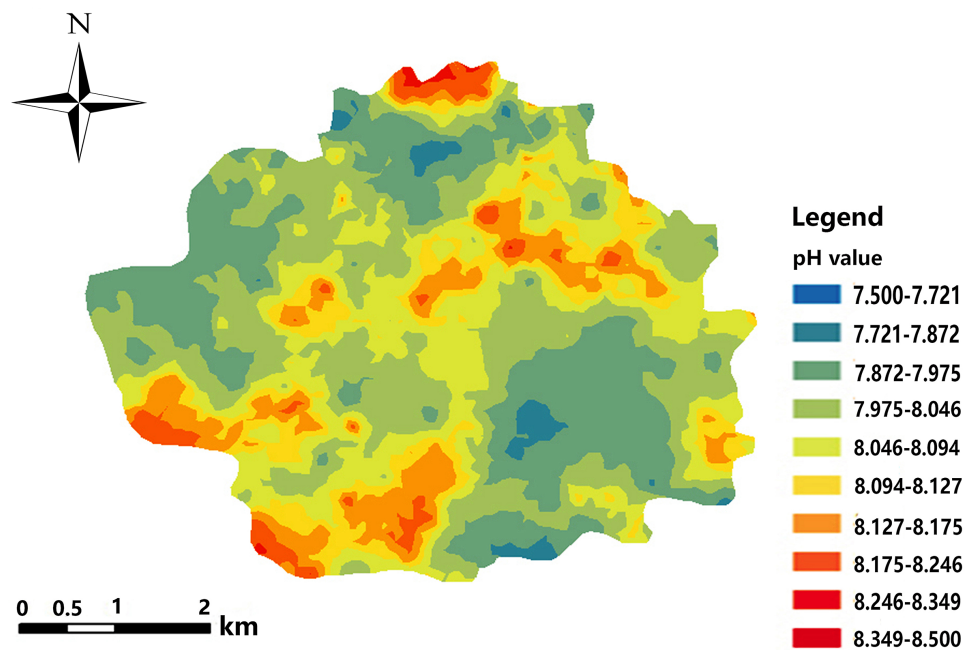 N
Legend
pH value
7.500-7.721
7.721-7.872
7.872-7.975
7.975-8.046
8.046-8.094
8.094-8.127
8.127-8.175
8.175-8.246
8.246-8.349
8.349-8.500
0 0.5 1 2 km